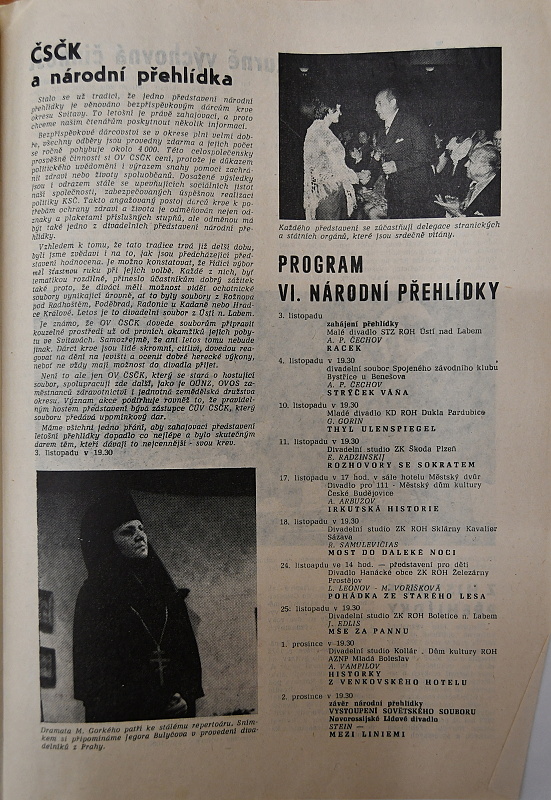 ČSČK
a národní přehlídka
Stalo se už tradicí, že jedno představení národní
přehlídky je věnováno bezpříspěvkovým dárcům krve
okresu Svitavy. To letošní je právě zahajovací, a proto
chceme našim čtenářům poskytnout několik informací.
Bezpříspěvkové dárcovství se v okrese plní velmi dob-
ře, všechny odběry jsou provedny zdarma a jejich počet
se ročně pohybuje okolo 4 000. Této celospolečensky
prospěšné činnosti si OV ČSČK cení, protože je důkazem
politického uvědomění i výrazem snahy pomoci zachrá-
nit zdraví nebo životy spoluobčanů. Dosažené výsledky
jsou i odrazem stále se upevňujících sociálních jistot
naší společnosti, zabezpečovaných úspěšnou realizací
politiky KSČ. Takto angažovaný postoj dárců krve k po-
třebám ochrany zdraví a života je odměňován nejen od-
znaky a plaketami příslušných stupňů, ale odměnou má
být také jedno z divadelních představení národní pře-
hlídky.
Vzhledem k tomu, že tato tradice trvá již delší dobu,
byli jsme zvědaví i na to, jak jsou předcházející před-
stavení hodnocena. Je možno konstatovat, že řídící výbor
měl šťastnou ruku při jejich volbě. Každé z nich, byť
tematikou rozdílné, přineslo účastníkům dobrý zážitek
také proto, že diváci měli možnost vidět ochotnické
soubory vynikající úrovně, ať to byly soubory z Rožnova
pod Radhoštěm, Poděbrad, Radonic u Kadaně nebo Hrad-
ce Králové. Letos je to divadelní soubor z Ústí n. Labem.
Je známo, že OV ČSČK dovede souborům připravit
kouzelné prostředí už od prvních okamžiků jejich poby-
tu ve Svitavách. Samozřejmě, že ani letos tomu nebude
jinak. Dárci krve jsou lidé skromní, citliví, dovedou rea-
govat na dění na jevišti a ocenit dobré herecké výkony,
neboť ne vždy mají možnost do divadla přijet.
Není to ale jen OV ČSČK, který se stará o hostující
soubor, spolupracují zde další, jako je OÚNZ, OVOS za-
městnanců zdravotnictví i jednotná zemědělská družstva
okresu. Význam akce podtrhuje rovněž to, že pravidel-
ným hostem představení bývá zástupce ČÚV ČSČK, který
souboru předává upomínkový dar.
Máme všichni jedno přání, aby zahajovací představení
letošní přehlídky dopadlo co nejlépe a bylo skutečným
darem těm, kteří dávají to nejcennější - svou krev.
3. listopadu v 19.30
Dramata M. Gorkého patří ke stálému repertoáru. Sním-
kem si připomínáme Jegora Bulyčova v provedení diva-
delníků z Prahy.
Každého představení se zúčastňují delegace stranických
a státních orgánů, které jsou srdečně vítány.
PROGRAM
VI. NÁRODNÍ PŘEHLÍDKY
3. listopadu
zahájení přehlídky
Malé divadlo STZ ROH Ústí nad Labem
A. P. ČECHOV
RACEK
4. listopadu v 19.30
divadelní soubor Spojeného závodního klubu
Bystřice u Benešova
A. P. ČECHOV
STRÝČEK VÁŇA
10. listopadu v 19.30
Mladé divadlo KD ROH Dukla Pardubice
G. GORIN
THYL ULENSPIEGEL
11. listopadu v 19.30
Divadelní studio ZK Škoda Plzeň
E. RADZINSKIJ
ROZHOVORY SE SOKRATEM
17. listopadu v 17 hod. v sále hotelu Městský dvůr
Divadlo pro 111 - Městský dům kultury
České Budějovice
A. ARBUZOV
IRKUTSKÁ HISTORIE
18. listopadu v 19.30
Divadelní studio ZK ROH Sklárny Kavalier
Sázava
R. SAMULEVIČIAS
MOST DO DALEKÉ NOCI
24. listoapdu ve 14 hod. — představení pro děti
Divadlo Hanácké obce ZK ROH Železárny
Prostějov
L. LEONOV - M. VOŘÍŠKOVÁ
POHÁDKA ZE STARÉHO LESA
25. listopadu v 19.30
Divadelní studio ZK ROH Boletice n. Labem
J. EDLIS
MŠE ZA PANNU
1. prosince v 19.30
Divadelní studio Kollár, Dům kultury ROH
AZNP Mladá Boleslav
A. VAMPILOV
HISTORKY
Z VENKOVSKÉHO HOTELU
2. prosince v 19.30
závěr národní přehlídky
VYSTOUPENÍ SOVĚTSKÉHO SOUBORU
Novorossijské Lidové divadlo
STEIN —
MEZI LINIEMI